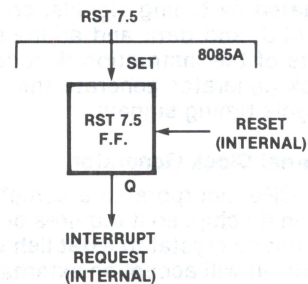 RST 7.5
SET
8085A
RST 7.5
F.F.
RESET
(INTERNAL)
Q
INTERRUPT
REQUEST
(INTERNAL)